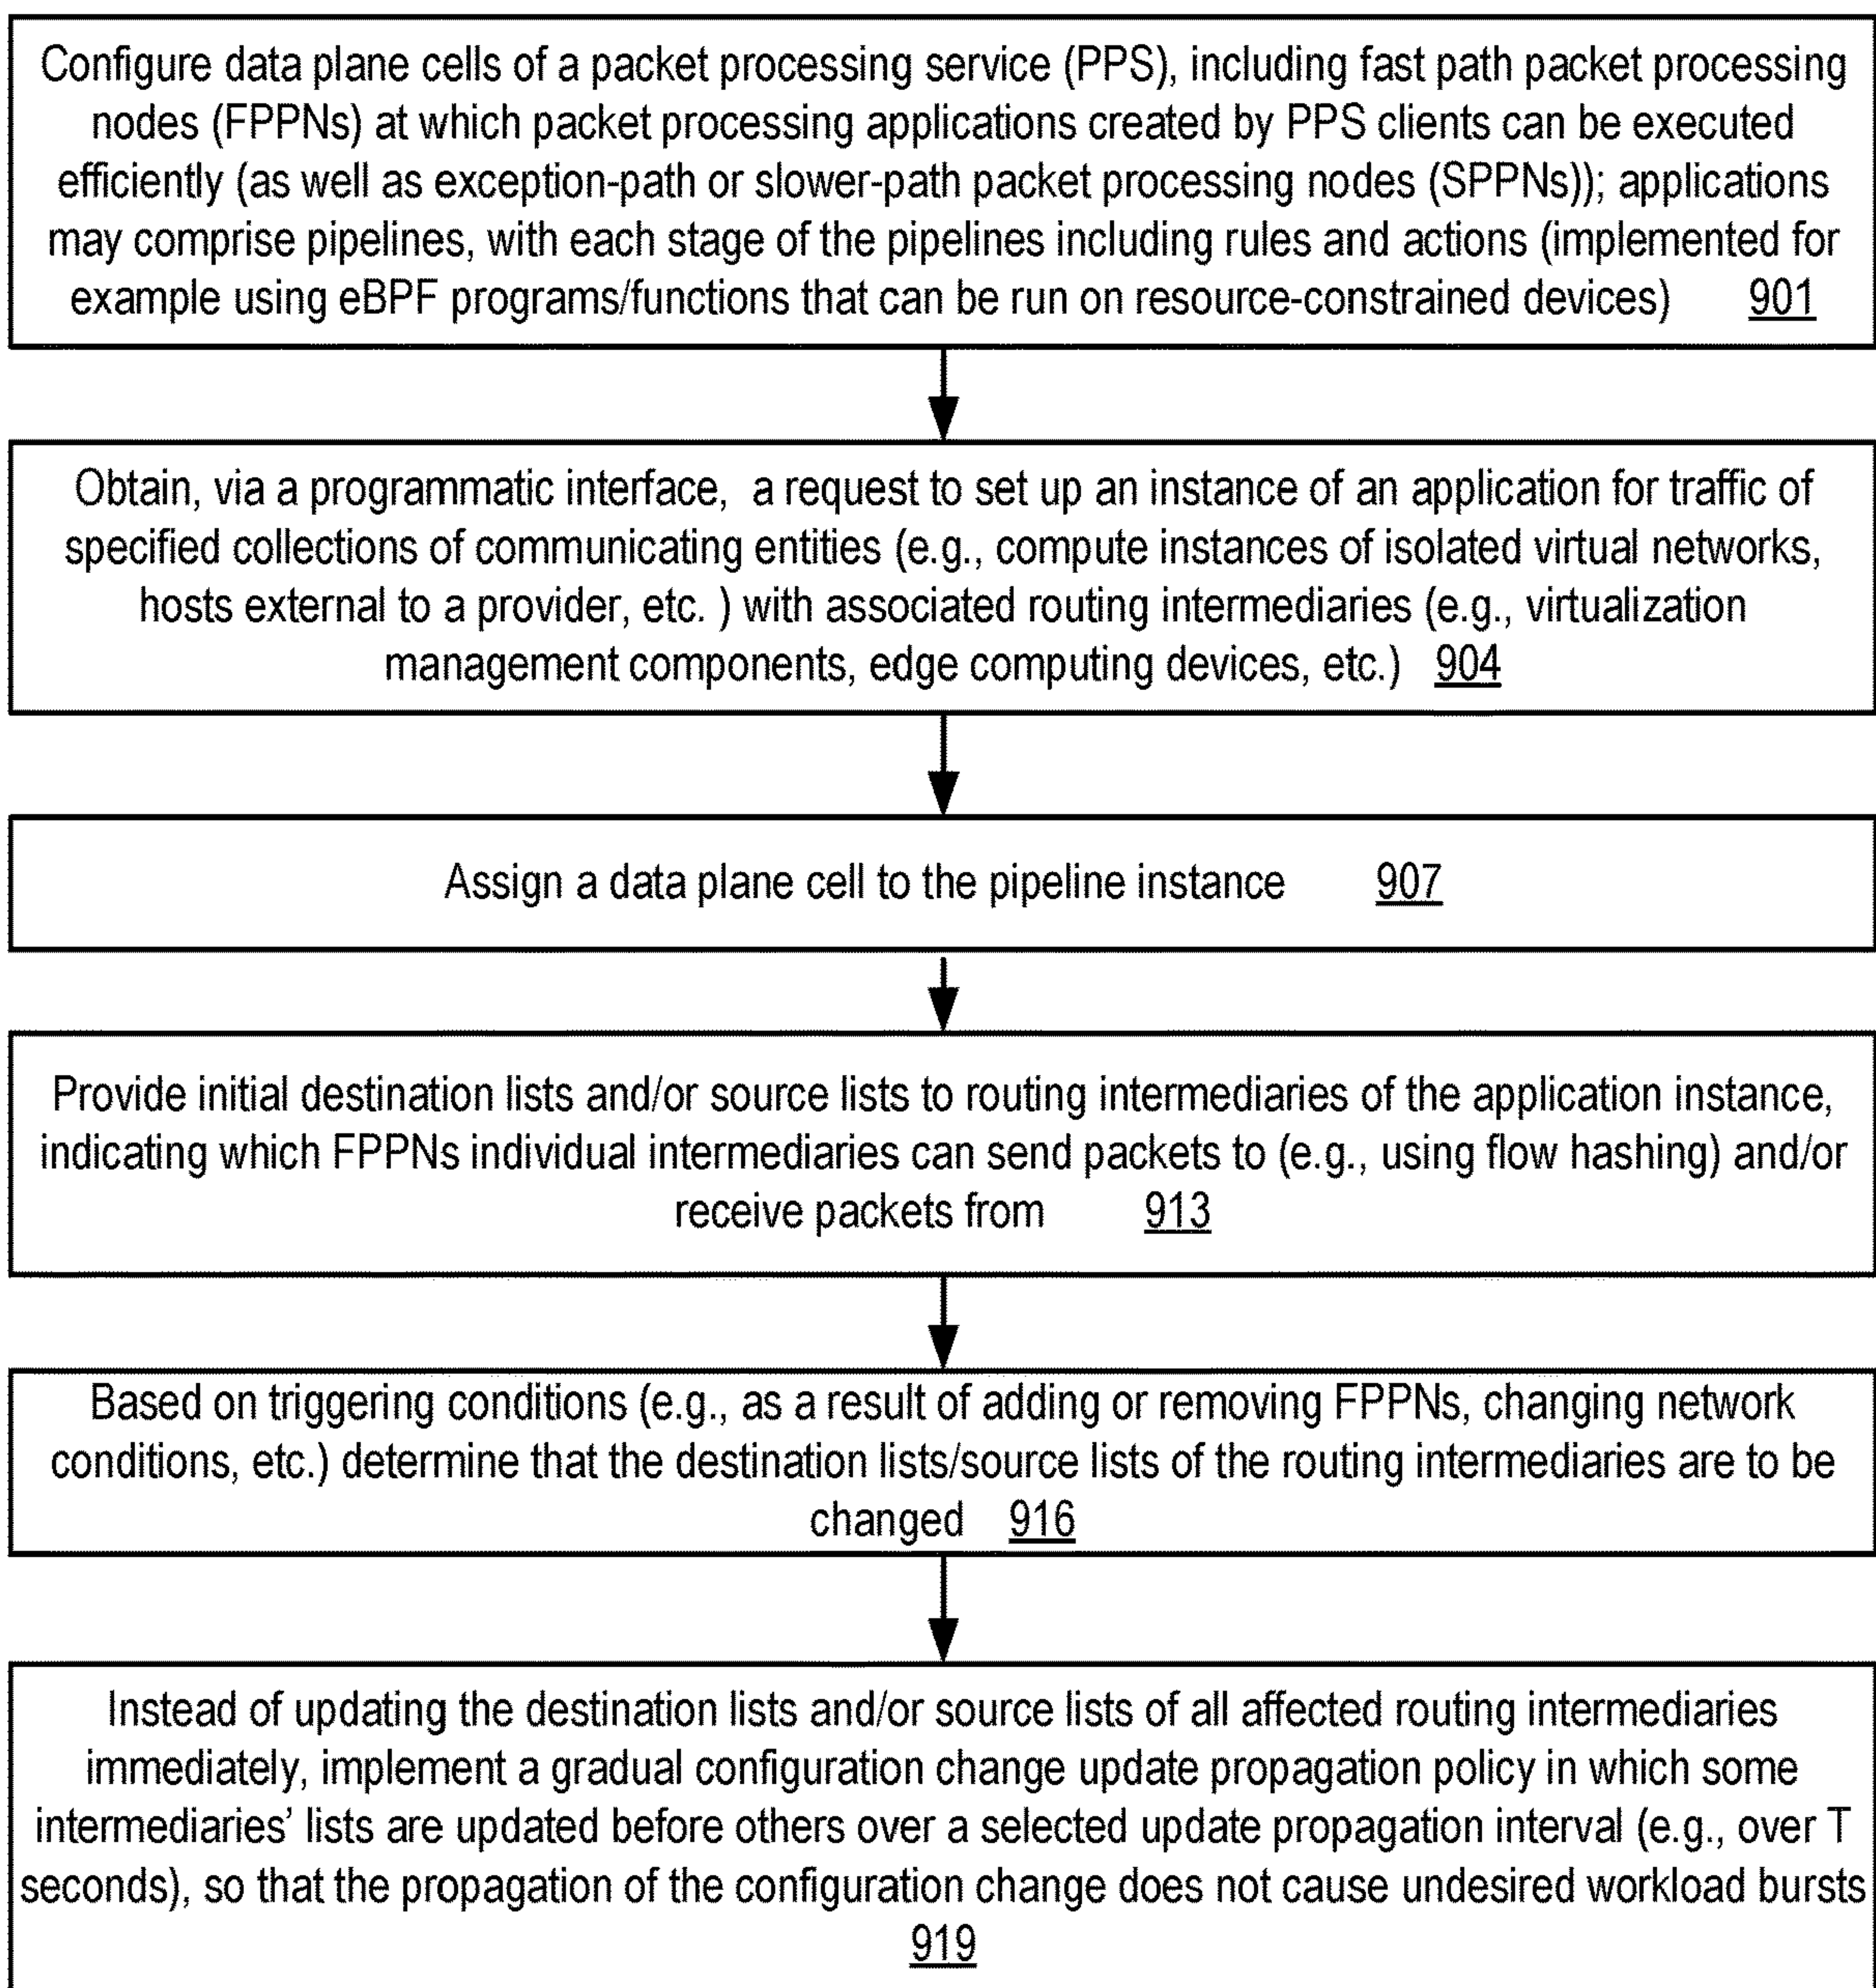 Configure data plane cells of a packet processing service (PPS), including fast path packet processing
nodes (FPPNs) at which packet processing applications created by PPS clients can be executed
efficiently (as well as exception-path or slower-path packet processing nodes (SPPNs)); applications
may comprise pipelines, with each stage of the pipelines including rules and actions (implemented for
example using eBPF programs/functions that can be run on resource-constrained devices) 901
Obtain, via a programmatic interface, a request to set up an instance of an application for traffic of
specified collections of communicating entities (e.g., compute instances of isolated virtual networks,
hosts external to a provider, etc. ) with associated routing intermediaries (e.g., virtualization
management components, edge computing devices, etc.) 904
Assign a data plane cell to the pipeline instance 907
Provide initial destination lists and/or source lists to routing intermediaries of the application instance,
indicating which FPPNs individual intermediaries can send packets to (e.g., using flow hashing) and/or
receive packets from 913
Based on triggering conditions (e.g., as a result of adding or removing FPPNs, changing network
conditions, etc.) determine that the destination lists/source lists of the routing intermediaries are to be
changed 916
Instead of updating the destination lists and/or source lists of all affected routing intermediaries
immediately, implement a gradual configuration change update propagation policy in which some
intermediaries’ lists are updated before others over a selected update propagation interval (e.g., over T
seconds), so that the propagation of the configuration change does not cause undesired workload bursts
919